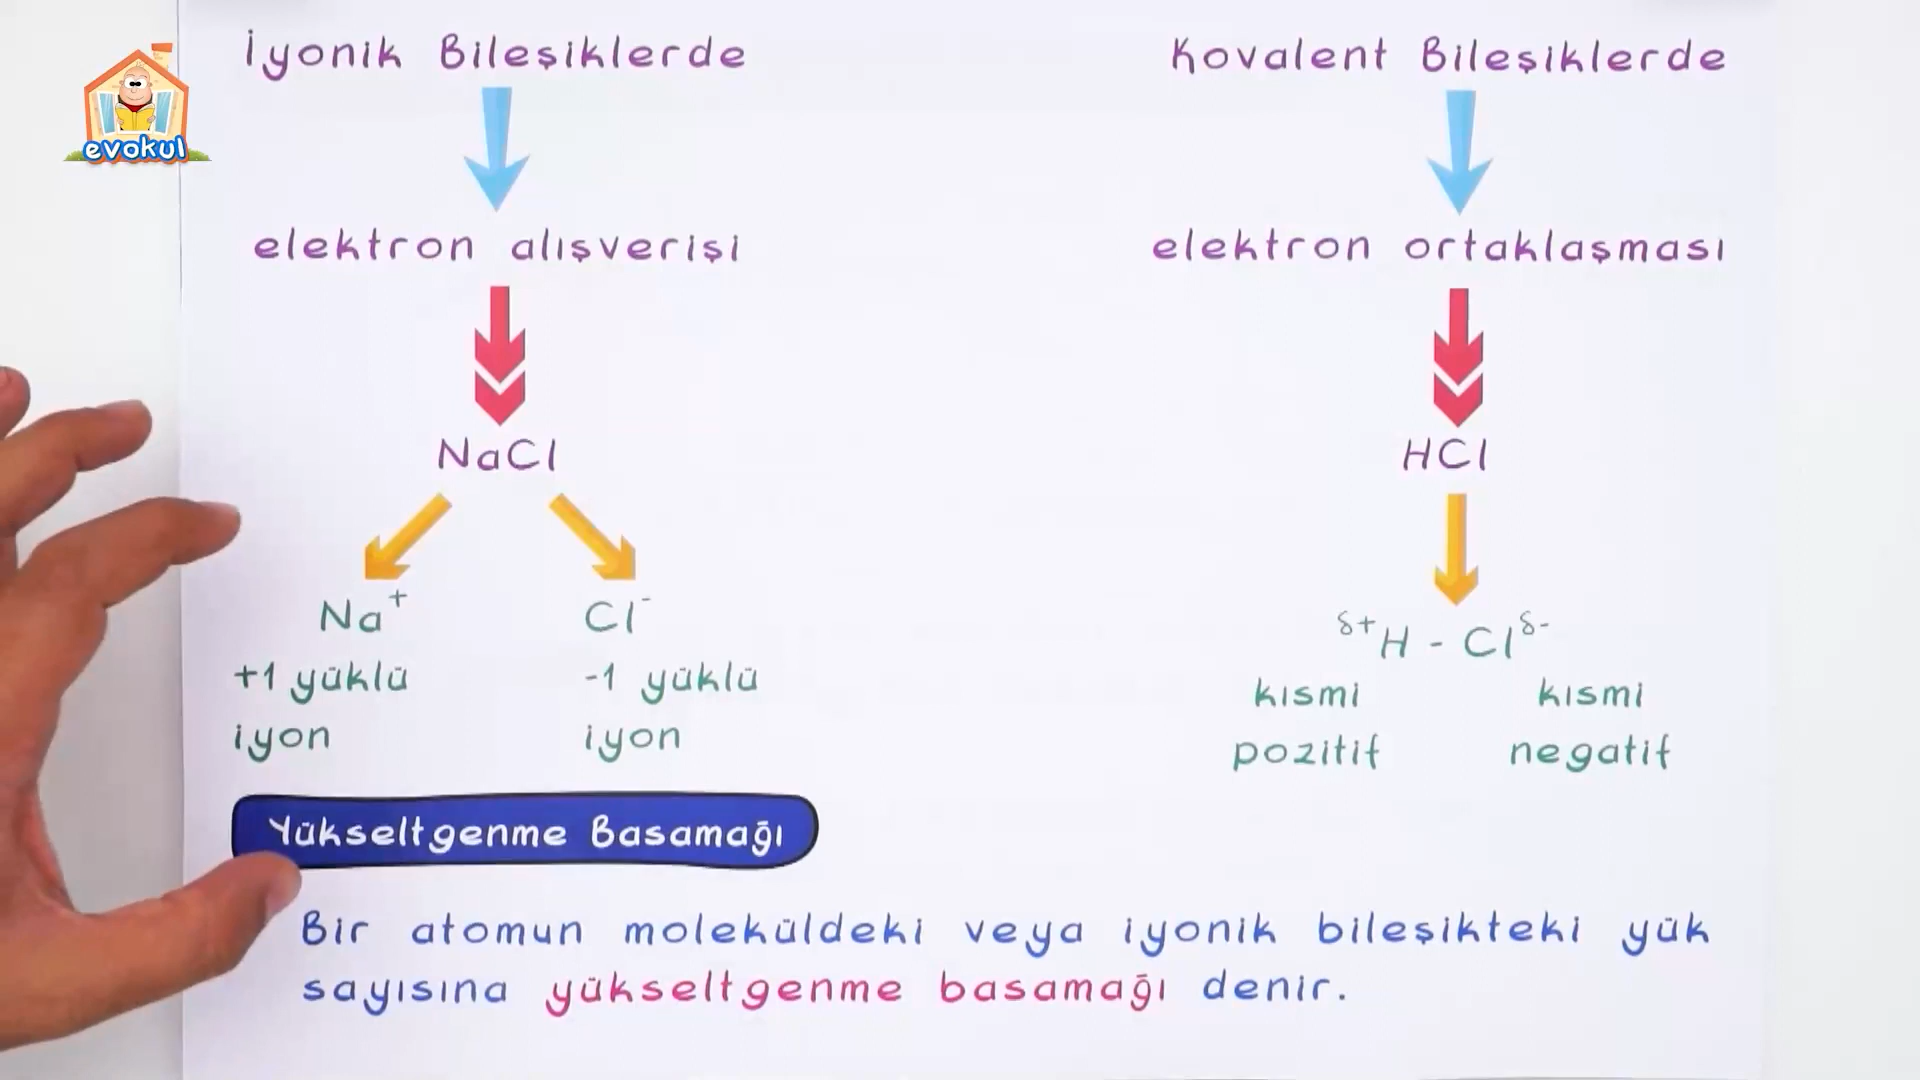 evokul
İyonik Bileşiklerde
elektron alışverişi
NaCl
Na⁺
+1 yüklü
iyon
Cl⁻
-1 yüklü
iyon
Kovalent Bileşiklerde
elektron ortaklaşması
HCl
δ+H - Clδ-
kısmi
pozitif
kısmi
negatif
Yükseltgenme Basamağı
Bir atomun moleküldeki veya iyonik bileşikteki yük
sayısına yükseltgenme basamağı denir.